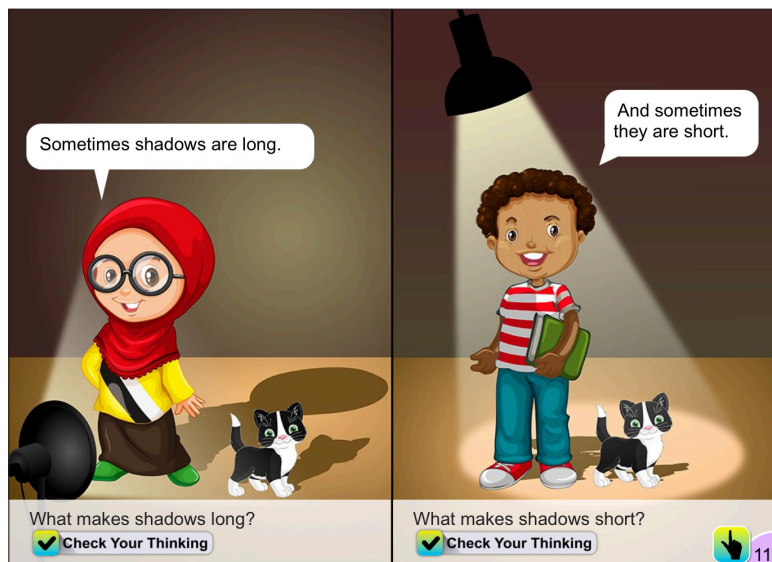 Sometimes shadows are long.
And sometimes
they are short.
What makes shadows long?
Check Your Thinking
What makes shadows short?
Check Your Thinking
11